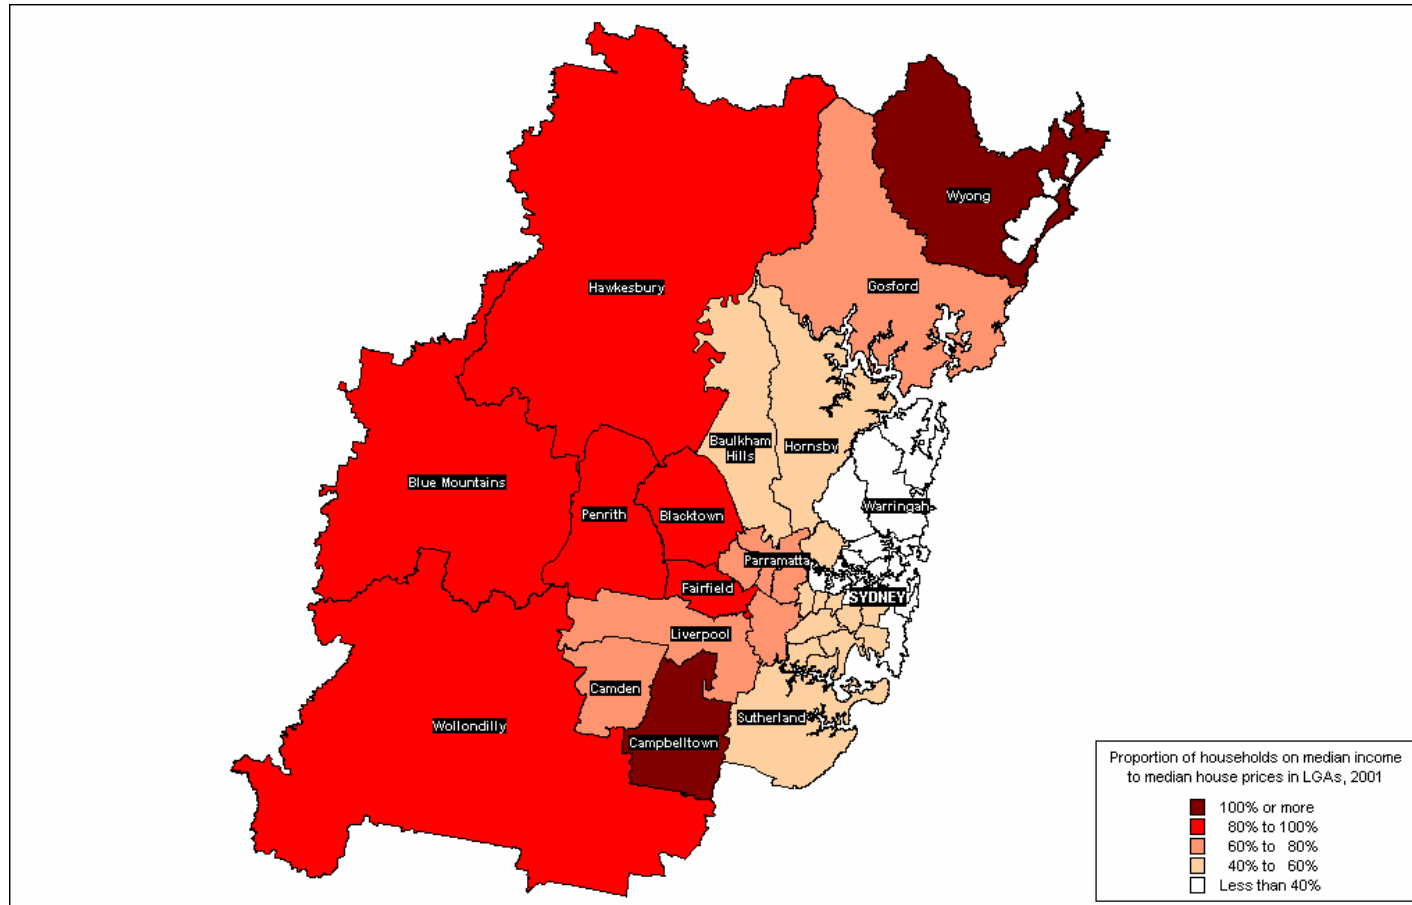 Wyong
Hawkesbury
Gosford
Baulkham
Hills
Hornsby
Blue Mountains
Penrith
Blacktown
Warringah
Parramatta
Fairfield
SYDNEY
Liverpool
Camden
Sutherland
Wollondilly
Campbelltown
Proportion of households on median income
to median house prices in LGAs, 2001
100% or more
80% to 100%
60% to 80%
40% to 60%
Less than 40%